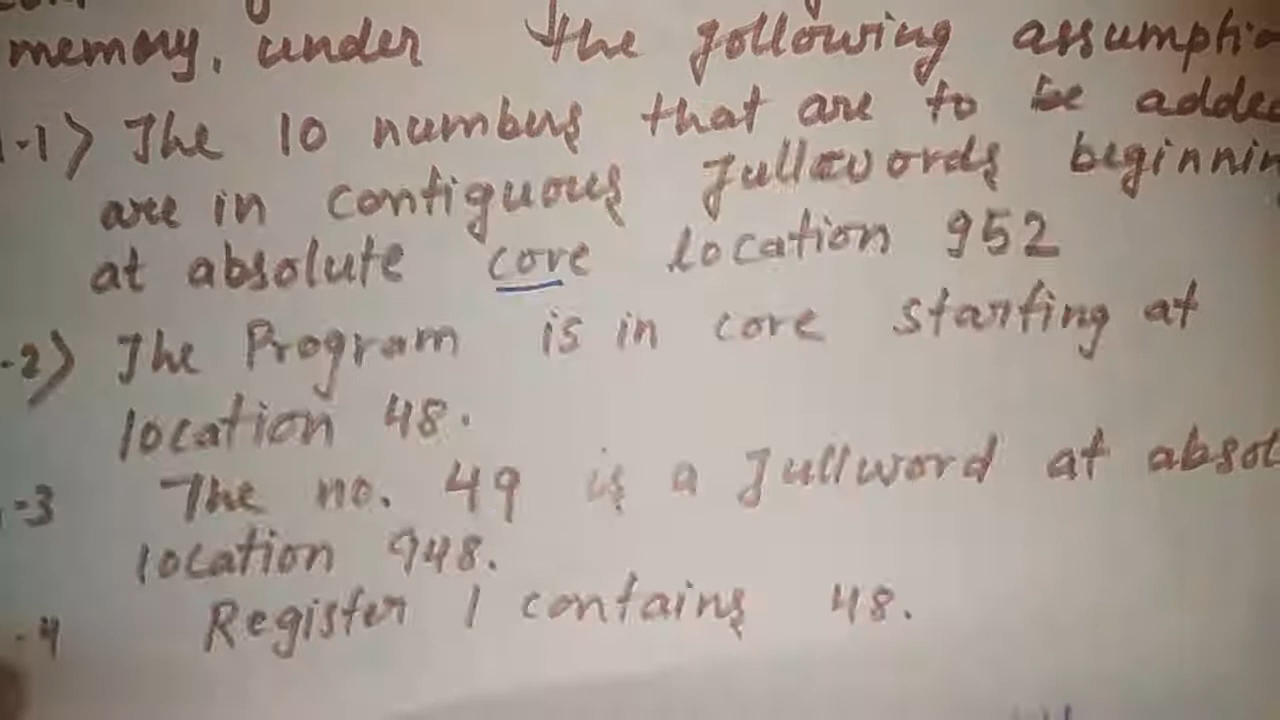 memory, under the following assumptio
-1) The 10 numbers that are to be added
are in contiguous fullwords beginnin
at absolute core location 952
-2) The Program is in core starting at
location 48.
-3 The no. 49 is a fullword at absol
location 948.
-4 Register 1 contains 48.